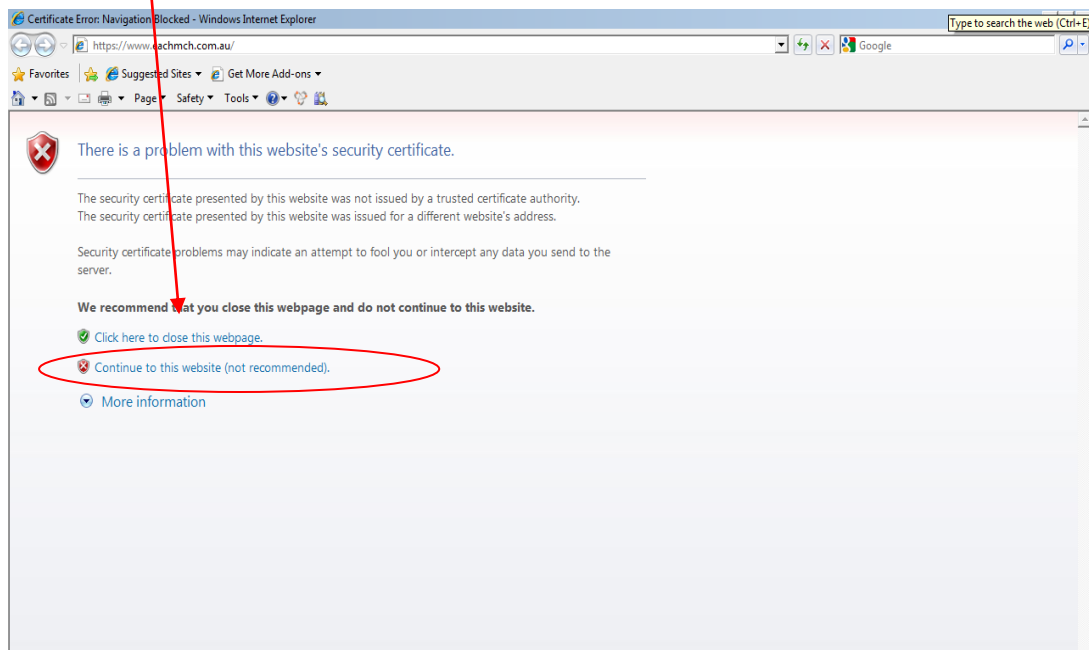 Certificate Error: Navigation Blocked - Windows Internet Explorer
Type to search the web (Ctrl+E)
https://www.cachmch.com.au/
Google
Favorites Suggested Sites Get More Add-ons
Page Safety Tools
There is a problem with this website's security certificate.
The security certificate presented by this website was not issued by a trusted certificate authority.
The security certificate presented by this website was issued for a different website's address.
Security certificate problems may indicate an attempt to fool you or intercept any data you send to the
server.
We recommend that you close this webpage and do not continue to this website.
Click here to close this webpage.
Continue to this website (not recommended).
More information